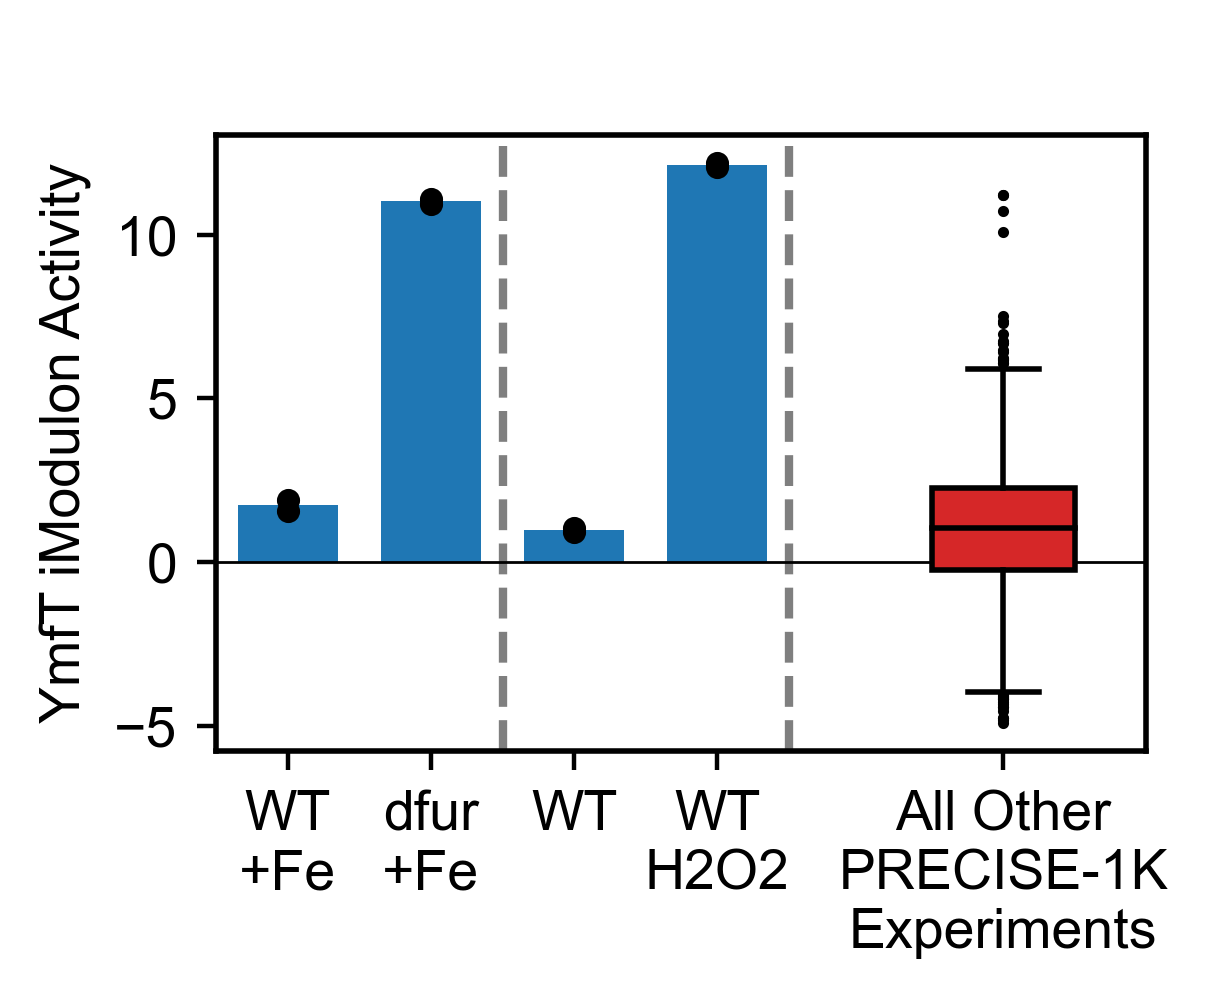 YmfT iModulon Activity
10
5
0
−5
WT
+Fe
dfur
+Fe
WT
WT
H2O2
All Other
PRECISE-1K
Experiments